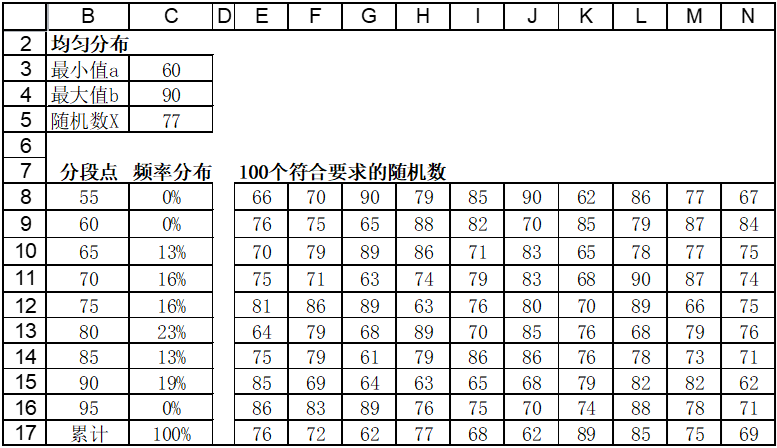 B C D E F G H I J K L M N
2 均匀分布
3 最小值a 60
4 最大值b 90
5 随机数X 77
6
7 分段点 频率分布 100个符合要求的随机数
8 55 0% 66 70 90 79 85 90 62 86 77 67
9 60 0% 76 75 65 88 82 70 85 79 87 84
10 65 13% 70 79 89 86 71 83 65 78 77 75
11 70 16% 75 71 63 74 79 83 68 90 87 74
12 75 16% 81 86 89 63 76 80 70 89 66 75
13 80 23% 64 79 68 89 70 85 76 68 79 76
14 85 13% 75 79 61 79 86 86 76 78 73 71
15 90 19% 85 69 64 63 65 68 79 82 82 62
16 95 0% 86 83 89 76 75 70 74 88 78 71
17 累计 100% 76 72 62 77 68 62 89 85 75 69